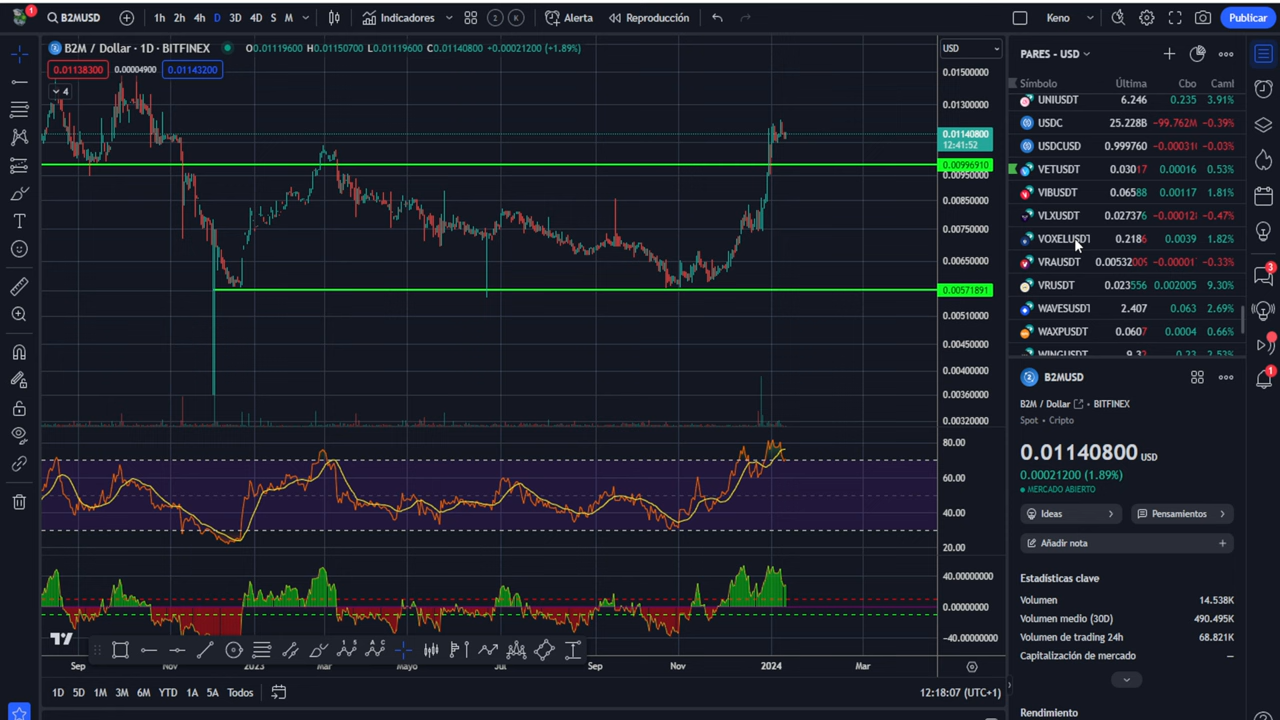 B2MUSD 1h 2h 4h D 3D 4D S M Indicadores 2 K Alerta Reproducción Keno Publicar
B2M / Dollar · 1D · BITFINEX O0.01119600 H0.01150700 L0.01119600 C0.01140800 +0.00021200 (+1.89%)
0.01138300 0.00004900 0.01143200
4
USD
0.01500000
0.01300000
0.01140800
12:41:52
0.00996910
0.00950000
0.00850000
0.00750000
0.00650000
0.00571891
0.00510000
0.00450000
0.00400000
0.00360000
0.00320000
80.00
60.00
40.00
20.00
40.00000000
0.00000000
−40.00000000
Sep Nov 2023 Mar Mayo Jul Sep Nov 2024 Mar
1D 5D 1M 3M 6M YTD 1A 5A Todos
12:18:07 (UTC+1)
PARES - USD
Símbolo Última Cbo Caml
UNIUSDT 6.246 0.235 3.91%
USDC 25.228B −99.762M −0.39%
USDCUSD 0.999760 −0.03%
VETUSDT 0.03017 0.00016 0.53%
VIBUSDT 0.06588 0.00117 1.81%
VLXUSDT 0.027376 −0.47%
0.2186 0.0039 1.82%
VRAUSDT 0.00532005 −0.33%
VRUSDT 0.023556 0.002005 9.30%
WAVESUSDT 2.407 0.063 2.69%
WAXPUSDT 0.0607 0.0004 0.66%
B2MUSD
B2M / Dollar · BITFINEX
Spot · Cripto
0.01140800 USD
0.00021200 (1.89%)
MERCADO ABIERTO
Ideas Pensamientos
Añadir nota
Estadísticas clave
Volumen 14.538K
Volumen medio (30D) 490.495K
Volumen de trading 24h 68.821K
Capitalización de mercado —
Rendimiento